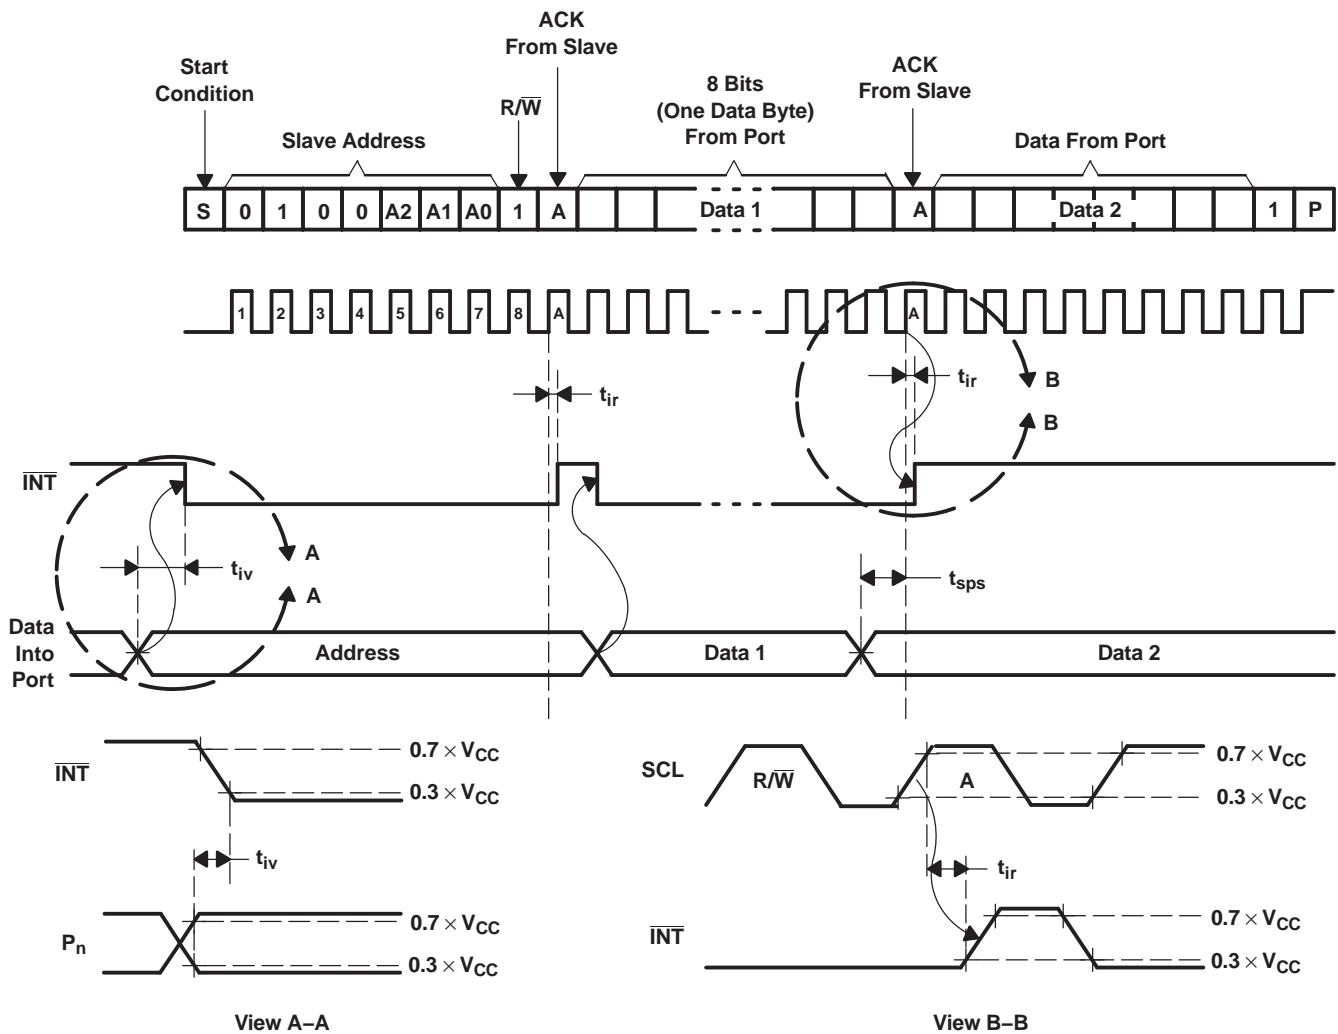 ACK
From Slave
Start
Condition
R/W̅
ACK
From Slave
8 Bits
(One Data Byte)
From Port
Slave Address
Data From Port
S 0 1 0 0 A2 A1 A0 1 A Data 1 A Data 2 1 P
1 2 3 4 5 6 7 8 A A
t_ir
t_ir
B
B
I̅N̅T̅
A
t_iv
A
t_sps
Data
Into
Port
Address Data 1 Data 2
I̅N̅T̅
0.7 × V_CC
0.3 × V_CC
t_iv
P_n
0.7 × V_CC
0.3 × V_CC
View A–A
SCL
R/W̅ A
0.7 × V_CC
0.3 × V_CC
t_ir
I̅N̅T̅
0.7 × V_CC
0.3 × V_CC
View B–B